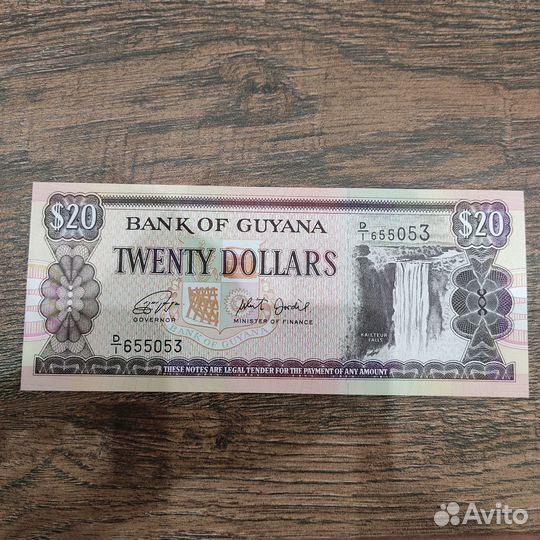 $20
$20
BANK OF GUYANA
D/1 655053
TWENTY DOLLARS
GOVERNOR
MINISTER OF FINANCE
BANK OF GUYANA
KAIETEUR
FALLS
D/1 655053
THESE NOTES ARE LEGAL TENDER FOR THE PAYMENT OF ANY AMOUNT
Avito